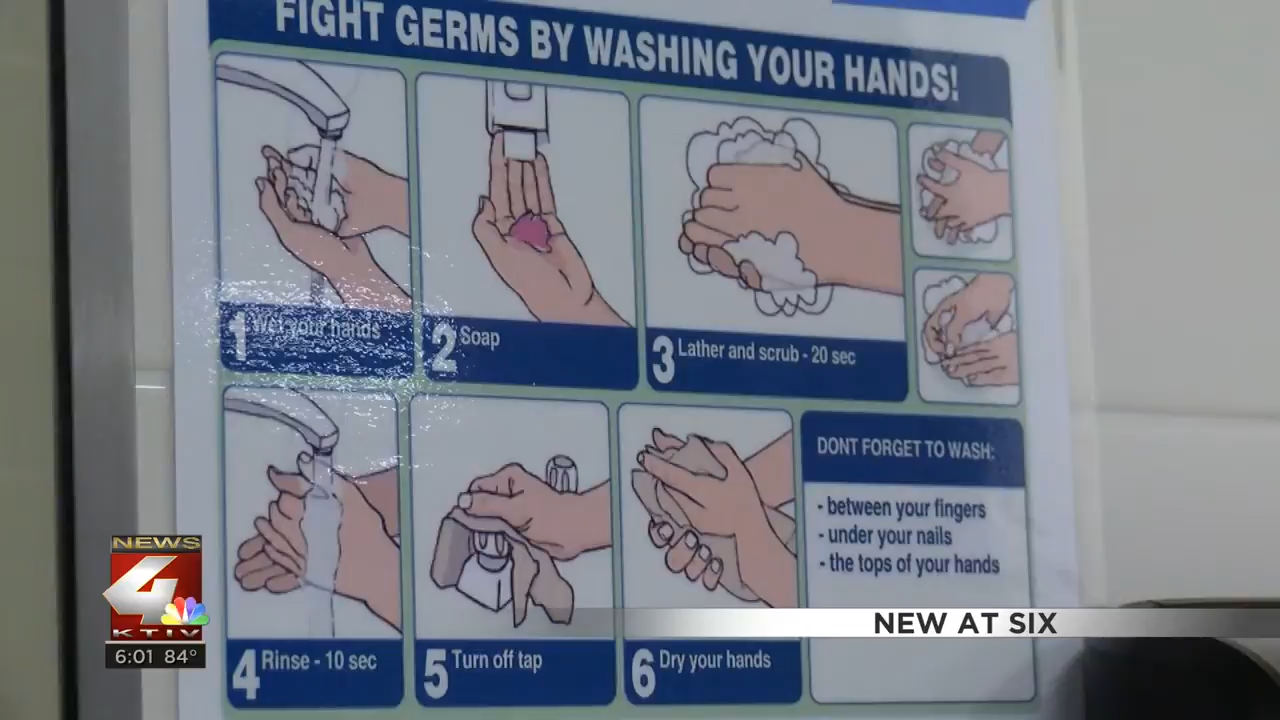 FIGHT GERMS BY WASHING YOUR HANDS!
1 Wet your hands
2 Soap
3 Lather and scrub - 20 sec
4 Rinse - 10 sec
5 Turn off tap
6 Dry your hands
DONT FORGET TO WASH:
- between your fingers
- under your nails
- the tops of your hands
NEWS
4
KTIV
6:01 84°
NEW AT SIX